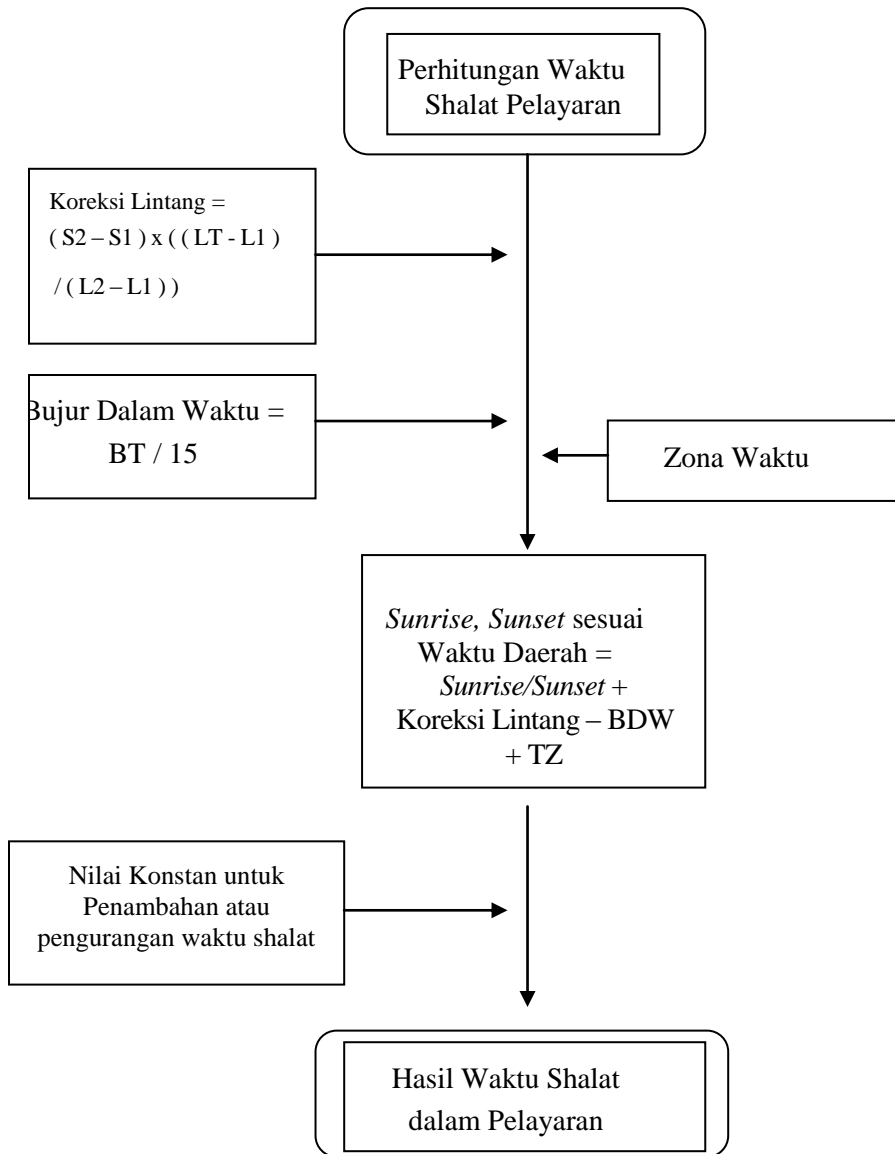 Perhitungan Waktu
Shalat Pelayaran
Koreksi Lintang =
( S2 – S1 ) x ( ( LT - L1 )
/ ( L2 – L1 ) )
Bujur Dalam Waktu =
BT / 15
Zona Waktu
Sunrise, Sunset sesuai
Waktu Daerah =
Sunrise/Sunset +
Koreksi Lintang – BDW
+ TZ
Nilai Konstan untuk
Penambahan atau
pengurangan waktu shalat
Hasil Waktu Shalat
dalam Pelayaran